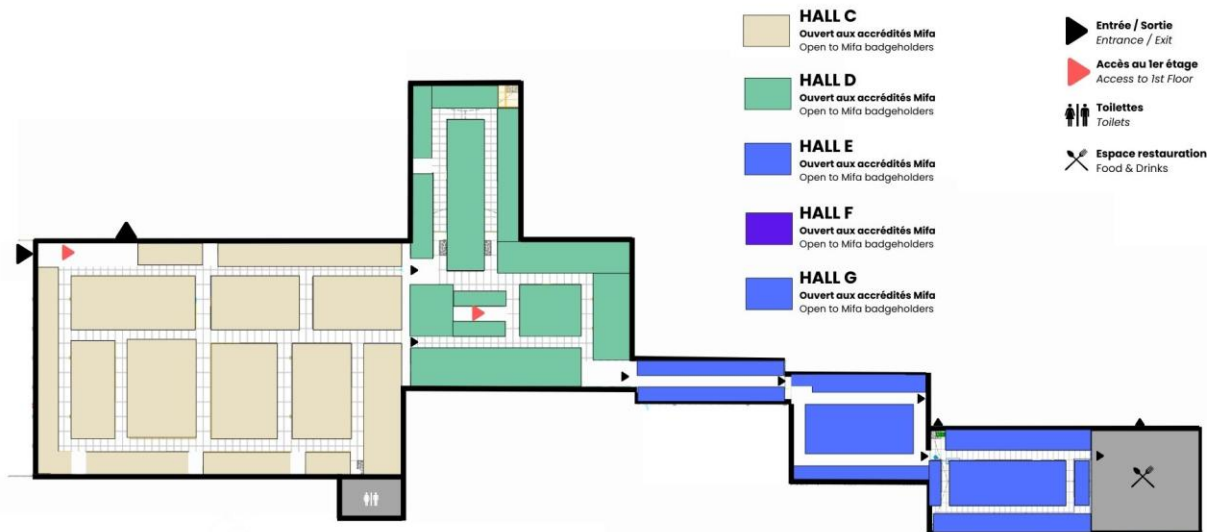 HALL C
Ouvert aux accrédités Mifa
Open to Mifa badgeholders
HALL D
Ouvert aux accrédités Mifa
Open to Mifa badgeholders
HALL E
Ouvert aux accrédités Mifa
Open to Mifa badgeholders
HALL F
Ouvert aux accrédités Mifa
Open to Mifa badgeholders
HALL G
Ouvert aux accrédités Mifa
Open to Mifa badgeholders
Entrée / Sortie
Entrance / Exit
Accès au 1er étage
Access to 1st Floor
Toilettes
Toilets
Espace restauration
Food & Drinks